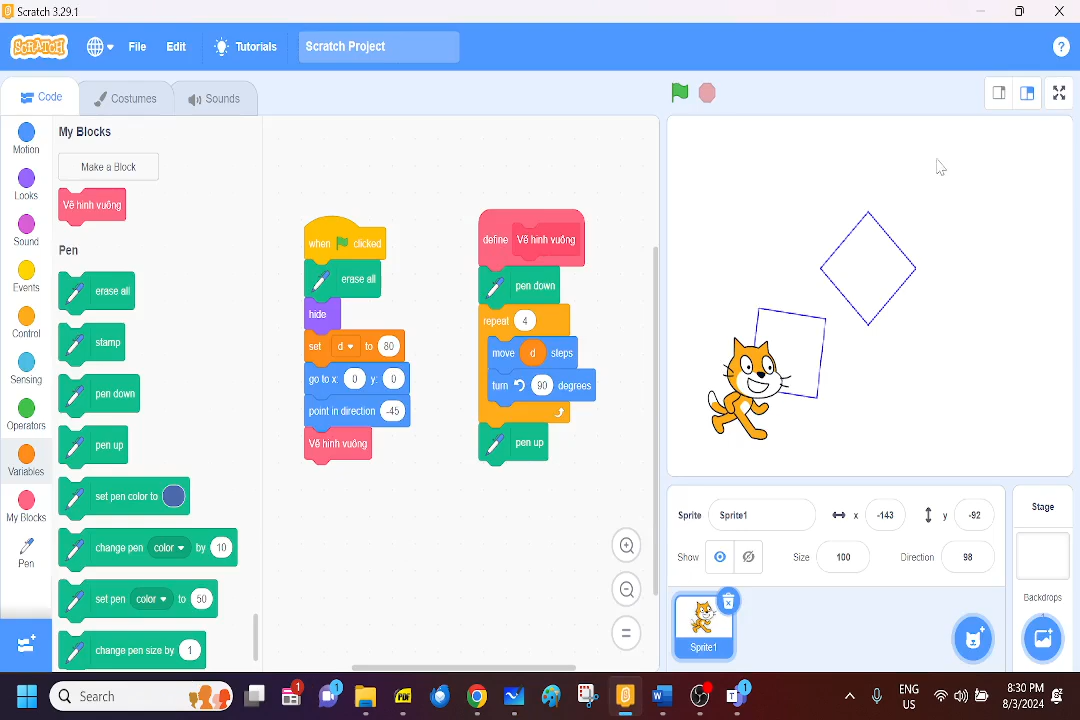 Scratch 3.29.1
SCRATCH
File
Edit
Tutorials
Scratch Project
?
Code
Costumes
Sounds
Motion
Looks
Sound
Events
Control
Sensing
Operators
Variables
My Blocks
Pen
My Blocks
Make a Block
Vẽ hình vuông
Pen
erase all
stamp
pen down
pen up
set pen color to
change pen color by 10
set pen color to 50
change pen size by 1
when clicked
erase all
hide
set d to 80
go to x: 0 y: 0
point in direction -45
Vẽ hình vuông
define Vẽ hình vuông
pen down
repeat 4
move d steps
turn 90 degrees
pen up
Sprite Sprite1 x -143 y -92
Show Size 100 Direction 98
Sprite1
Stage
Backdrops
Search
1
1
PDF
1
ENG
US
8:30 PM
8/3/2024